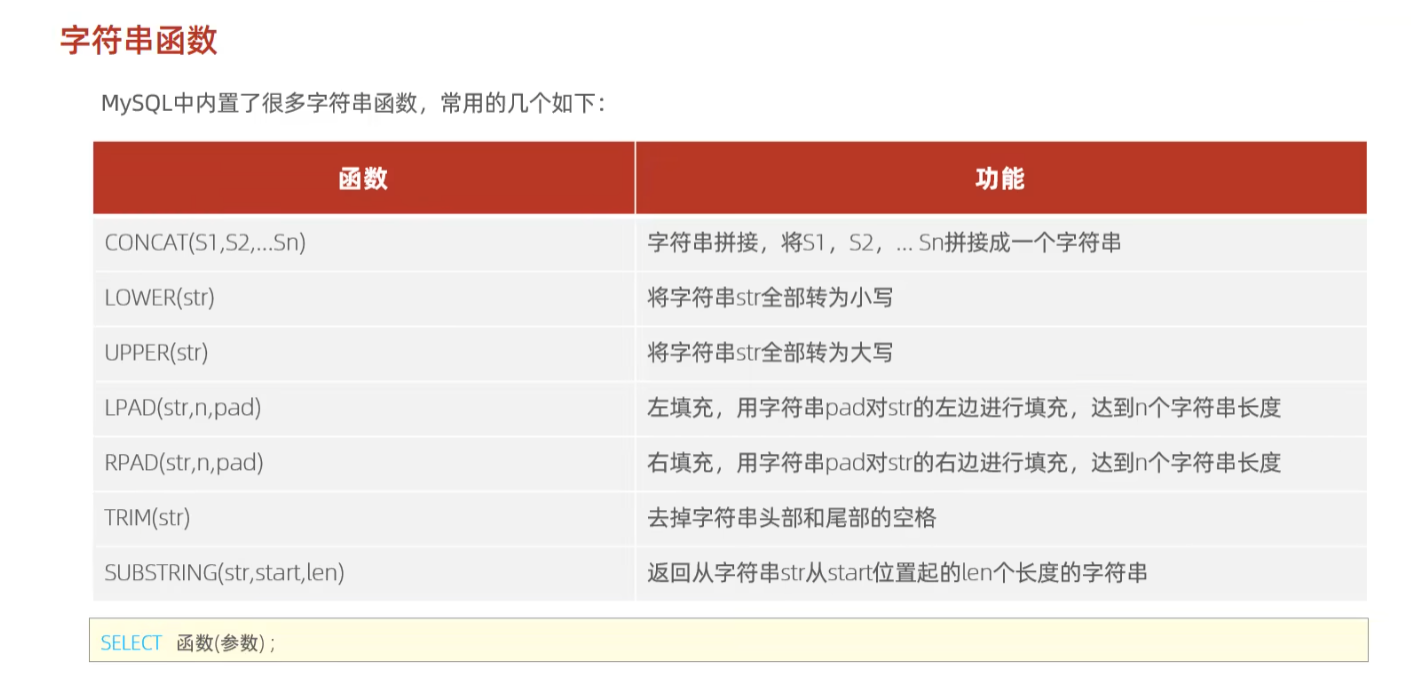 字符串函数
MySQL中内置了很多字符串函数，常用的几个如下：
函数 功能
CONCAT(S1,S2,...Sn) 字符串拼接，将S1，S2，... Sn拼接成一个字符串
LOWER(str) 将字符串str全部转为小写
UPPER(str) 将字符串str全部转为大写
LPAD(str,n,pad) 左填充，用字符串pad对str的左边进行填充，达到n个字符串长度
RPAD(str,n,pad) 右填充，用字符串pad对str的右边进行填充，达到n个字符串长度
TRIM(str) 去掉字符串头部和尾部的空格
SUBSTRING(str,start,len) 返回从字符串str从start位置起的len个长度的字符串
SELECT 函数(参数) ;